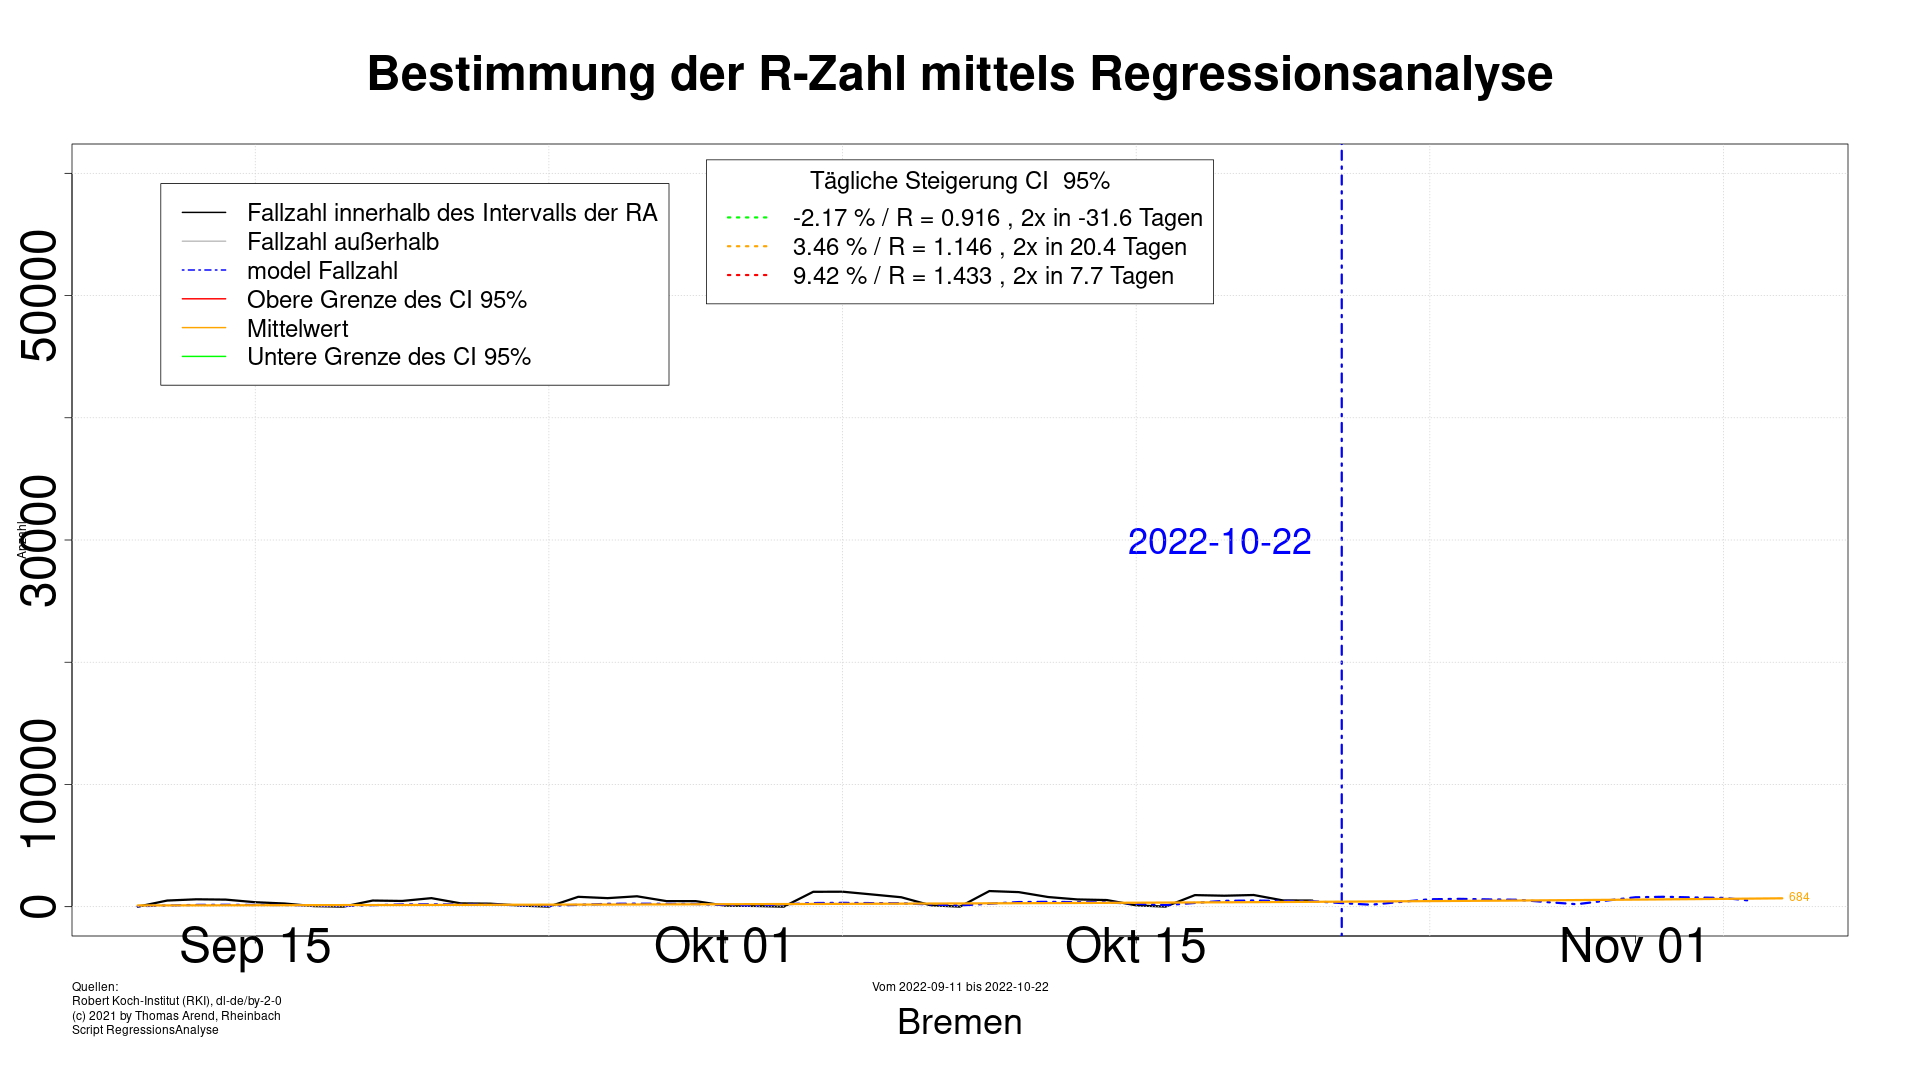 Bestimmung der R-Zahl mittels Regressionsanalyse
Fallzahl innerhalb des Intervalls der RA
Fallzahl außerhalb
model Fallzahl
Obere Grenze des CI 95%
Mittelwert
Untere Grenze des CI 95%
Tägliche Steigerung CI 95%
-2.17 % / R = 0.916 , 2x in -31.6 Tagen
3.46 % / R = 1.146 , 2x in 20.4 Tagen
9.42 % / R = 1.433 , 2x in 7.7 Tagen
50000
30000
10000
0
Anzahl
2022-10-22
684
Sep 15
Okt 01
Okt 15
Nov 01
Quellen:
Robert Koch-Institut (RKI), dl-de/by-2-0
(c) 2021 by Thomas Arend, Rheinbach
Script RegressionsAnalyse
Vom 2022-09-11 bis 2022-10-22
Bremen